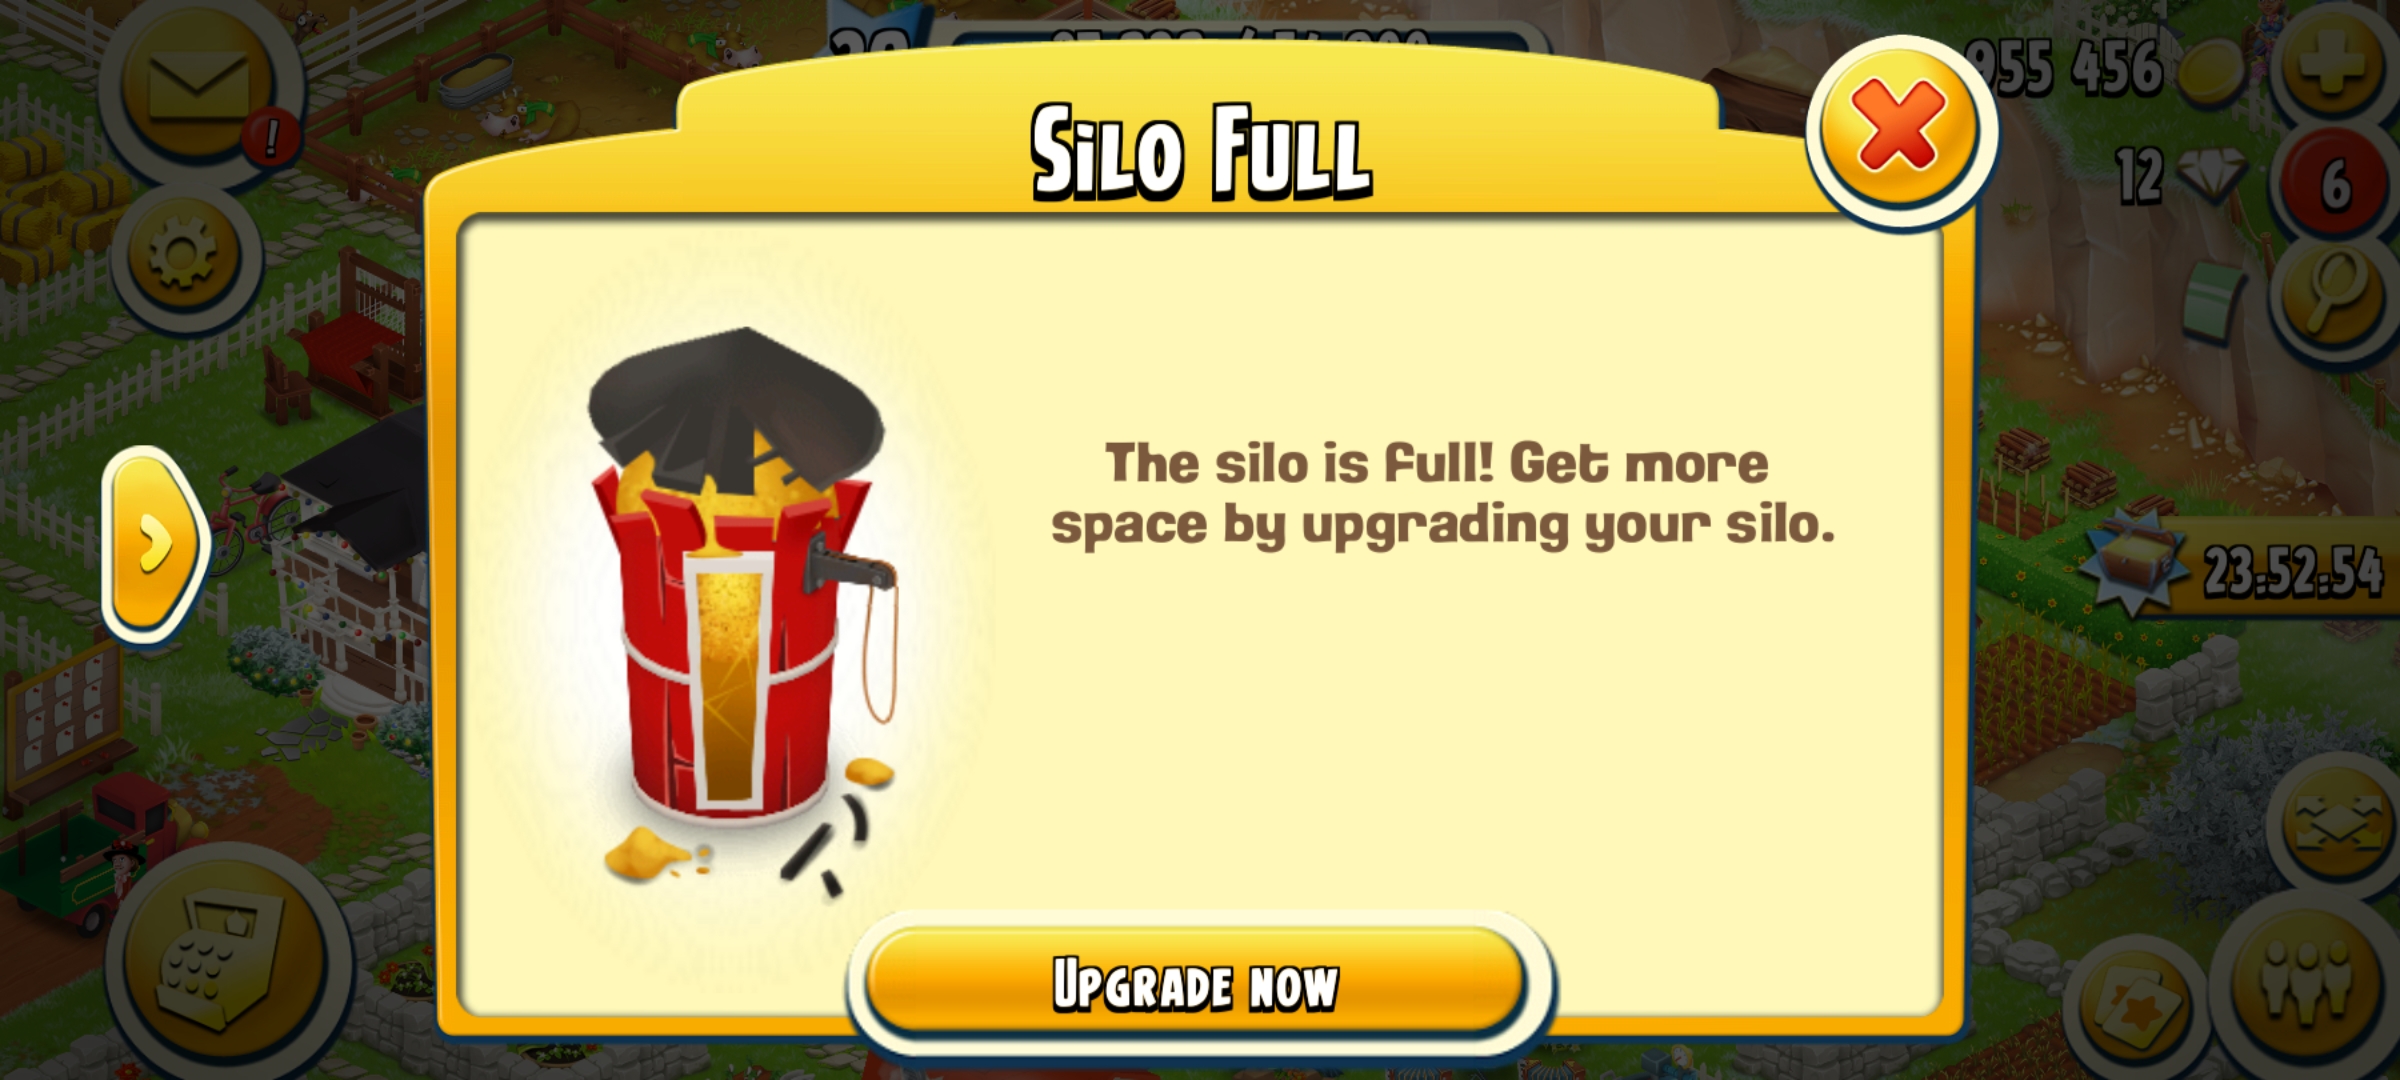 955 456
Silo Full
!
12
6
The silo is full! Get more
space by upgrading your silo.
23:52:54
Upgrade now